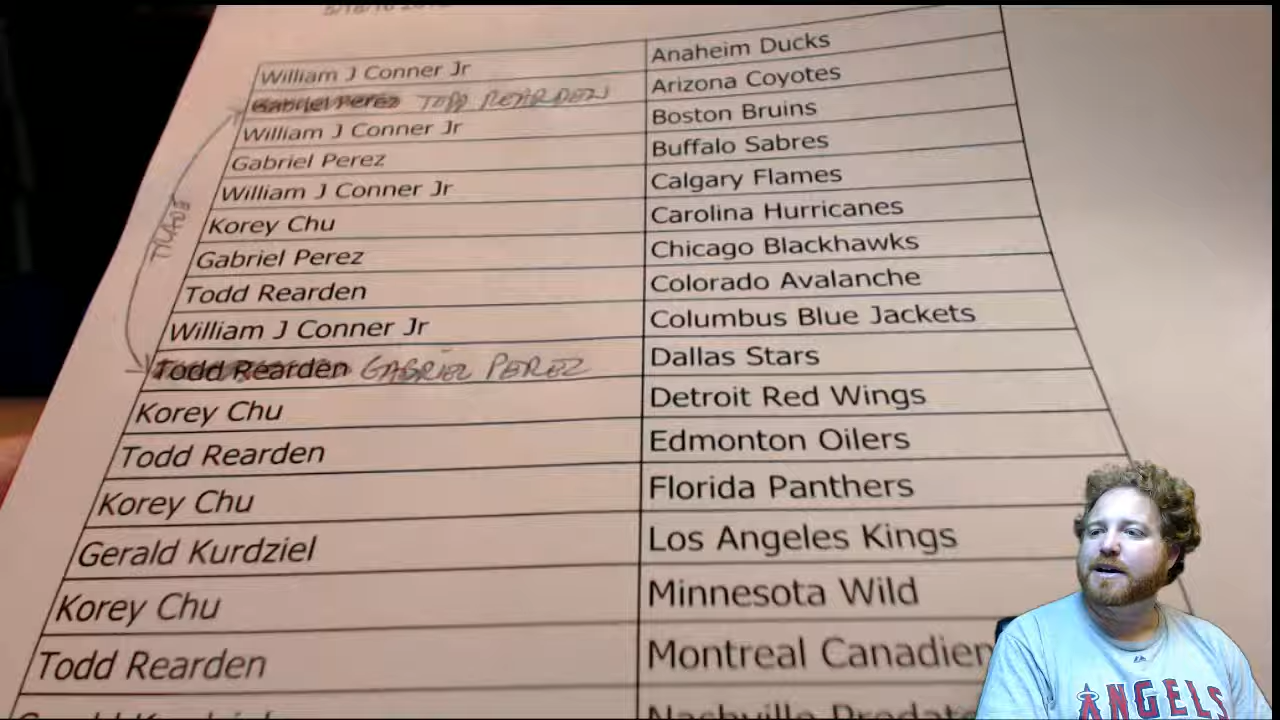 William J Conner Jr Anaheim Ducks
Gabriel Perez TODD REARDEN Arizona Coyotes
William J Conner Jr Boston Bruins
Gabriel Perez Buffalo Sabres
William J Conner Jr Calgary Flames
Korey Chu Carolina Hurricanes
Gabriel Perez Chicago Blackhawks
Todd Rearden Colorado Avalanche
William J Conner Jr Columbus Blue Jackets
Todd Rearden GABRIEL PEREZ Dallas Stars
Korey Chu Detroit Red Wings
Todd Rearden Edmonton Oilers
Korey Chu Florida Panthers
Gerald Kurdziel Los Angeles Kings
Korey Chu Minnesota Wild
Todd Rearden Montreal Canadien
Gerald Kurdziel Nashville Predato
TRADE
ANGELS